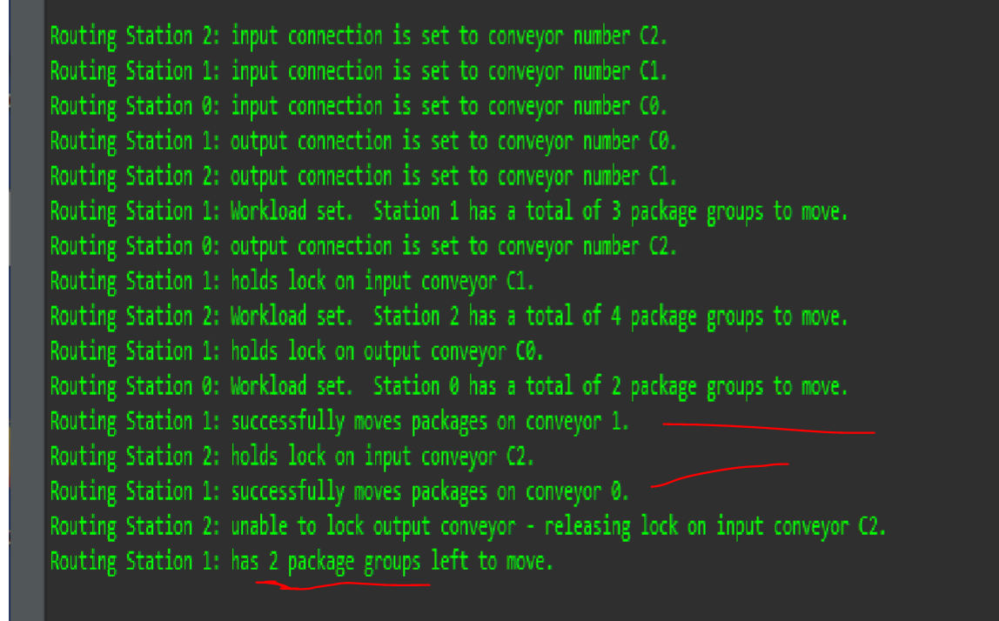 Routing Station 2: input connection is set to conveyor number C2.
Routing Station 1: input connection is set to conveyor number C1.
Routing Station 0: input connection is set to conveyor number C0.
Routing Station 1: output connection is set to conveyor number C0.
Routing Station 2: output connection is set to conveyor number C1.
Routing Station 1: Workload set.  Station 1 has a total of 3 package groups to move.
Routing Station 0: output connection is set to conveyor number C2.
Routing Station 1: holds lock on input conveyor C1.
Routing Station 2: Workload set.  Station 2 has a total of 4 package groups to move.
Routing Station 1: holds lock on output conveyor C0.
Routing Station 0: Workload set.  Station 0 has a total of 2 package groups to move.
Routing Station 1: successfully moves packages on conveyor 1.
Routing Station 2: holds lock on input conveyor C2.
Routing Station 1: successfully moves packages on conveyor 0.
Routing Station 2: unable to lock output conveyor - releasing lock on input conveyor C2.
Routing Station 1: has 2 package groups left to move.